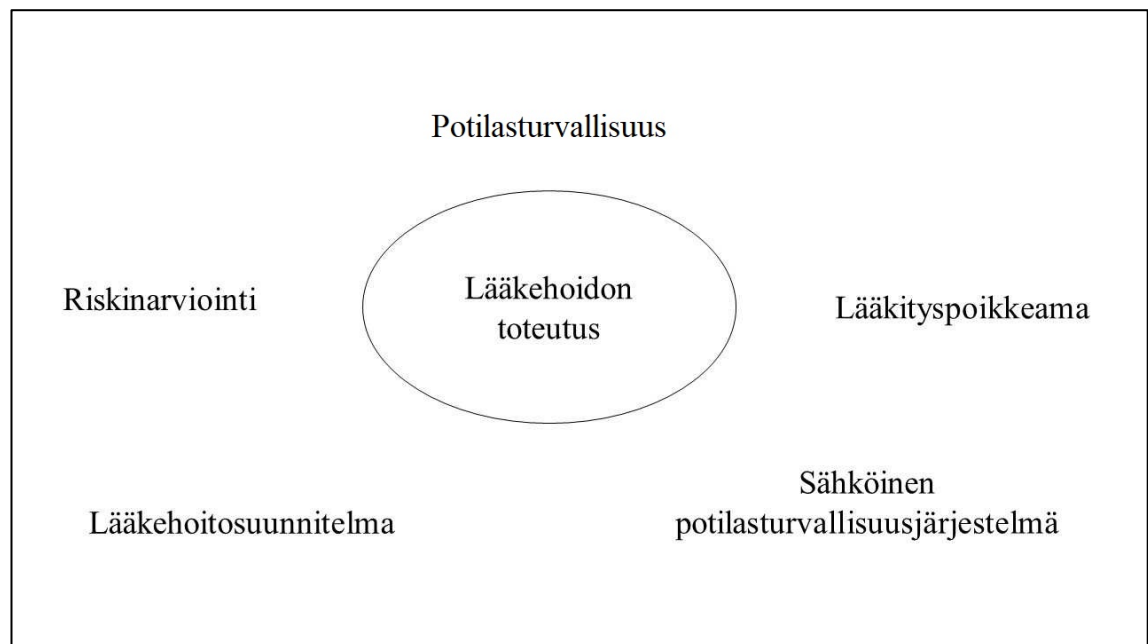 Potilasturvallisuus
Riskinarviointi
Lääkehoidon
toteutus
Lääkityspoikkeama
Lääkehoitosuunnitelma
Sähköinen
potilasturvallisuusjärjestelmä